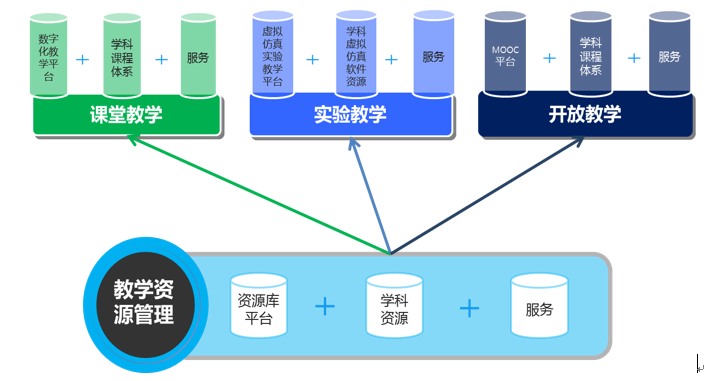 数字
化教
学平
台
+
学科
课程
体系
+
服务
课堂教学
虚拟
仿真
实验
教学
平台
+
学科
虚拟
仿真
软件
资源
+
服务
实验教学
MOOC
平台
+
学科
课程
体系
+
服务
开放教学
教学资
源管理
资源库
平台
+
学科
资源
+
服务